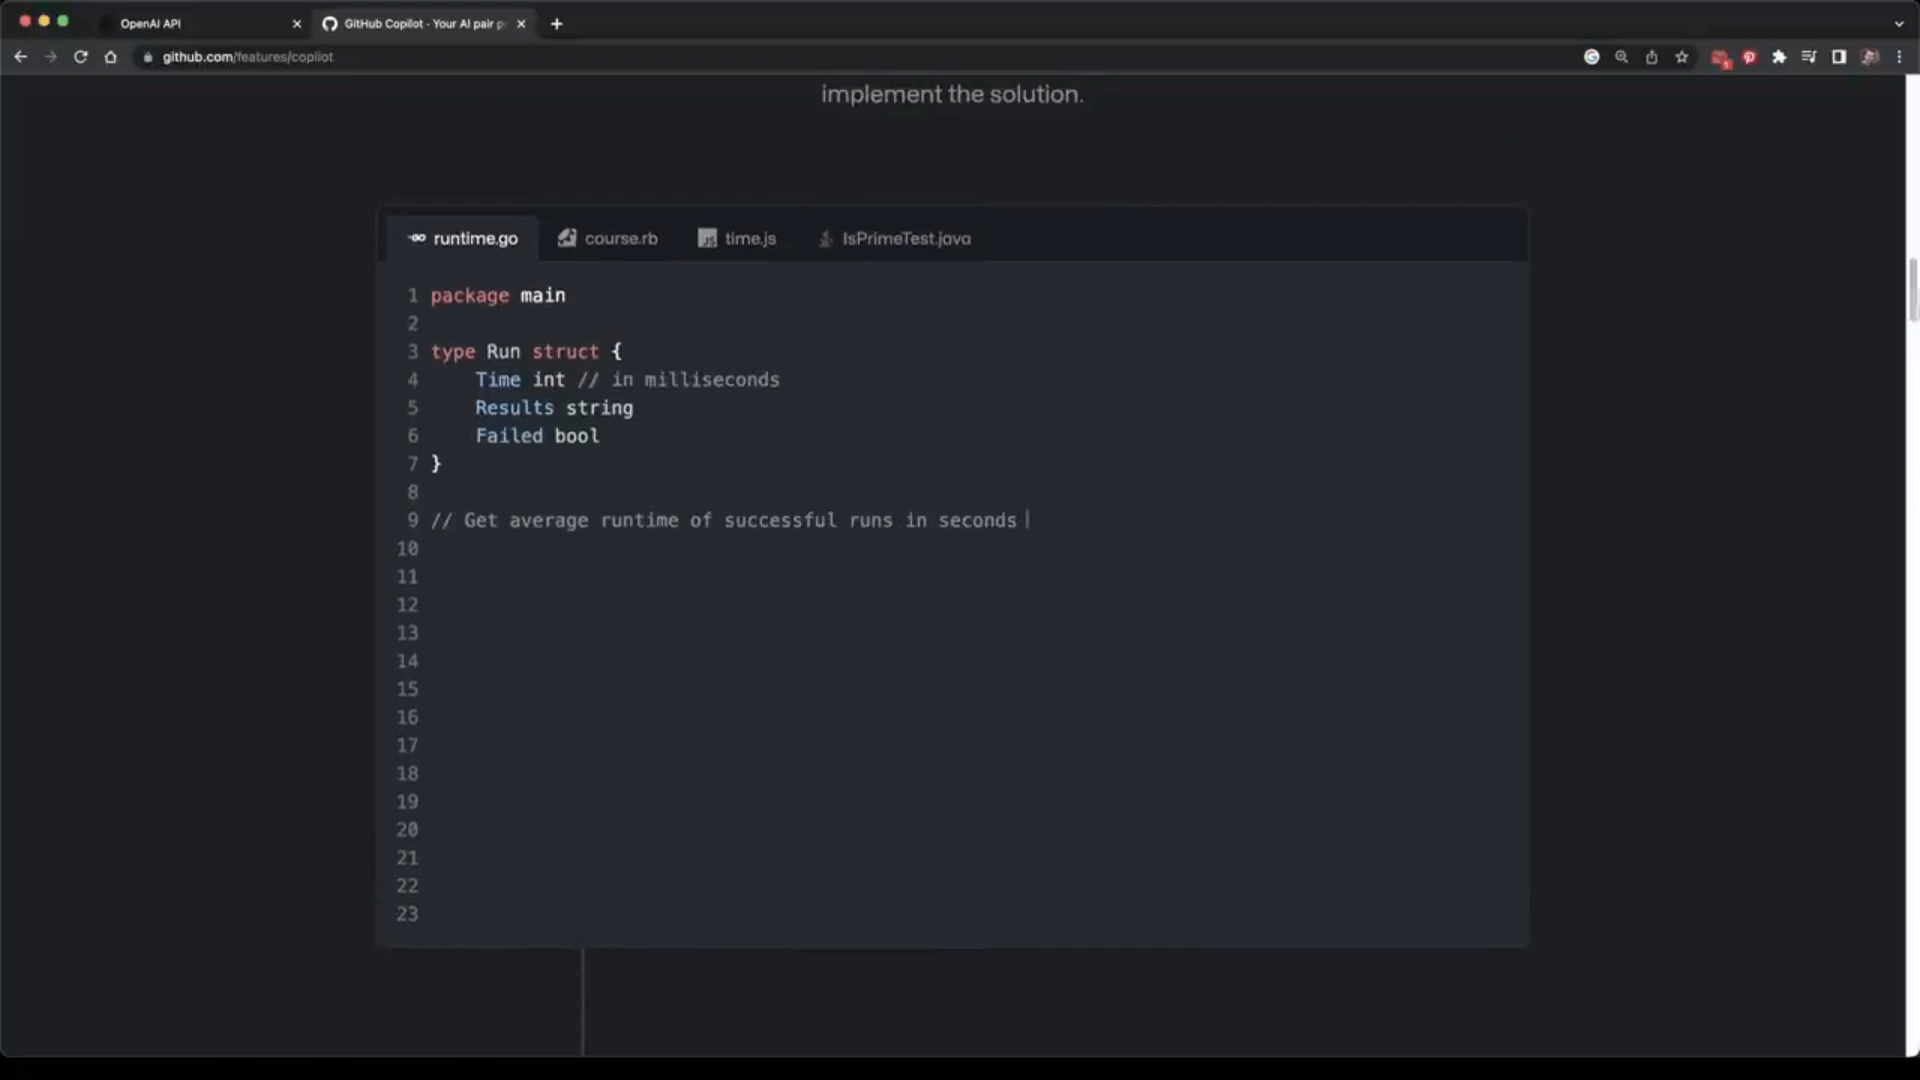 OpenAI API
GitHub Copilot - Your AI pair p
github.com/features/copilot
implement the solution.
runtime.go course.rb time.js IsPrimeTest.java
1 package main
2
3 type Run struct {
4 Time int // in milliseconds
5 Results string
6 Failed bool
7 }
8
9 // Get average runtime of successful runs in seconds
10
11
12
13
14
15
16
17
18
19
20
21
22
23